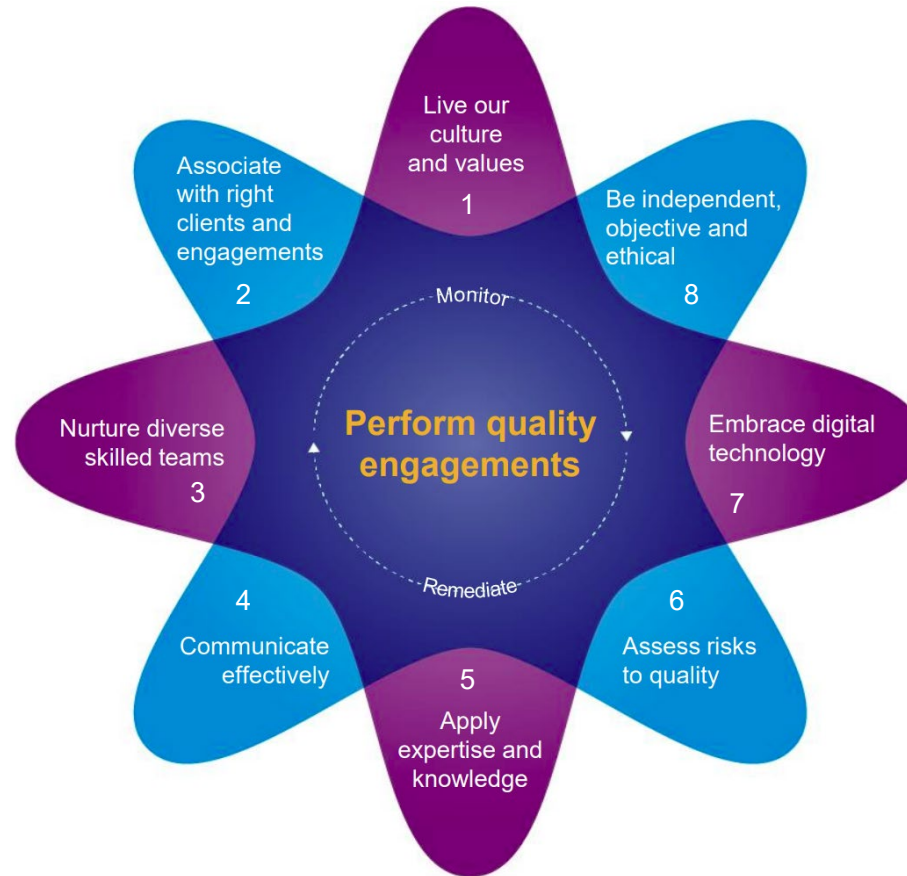 Live our
culture
and values
1
Associate
with right
clients and
engagements
2
Nurture diverse
skilled teams
3
4
Communicate
effectively
5
Apply
expertise and
knowledge
6
Assess risks
to quality
Embrace digital
technology
7
Be independent,
objective and
ethical
8
Monitor
Perform quality
engagements
Remediate